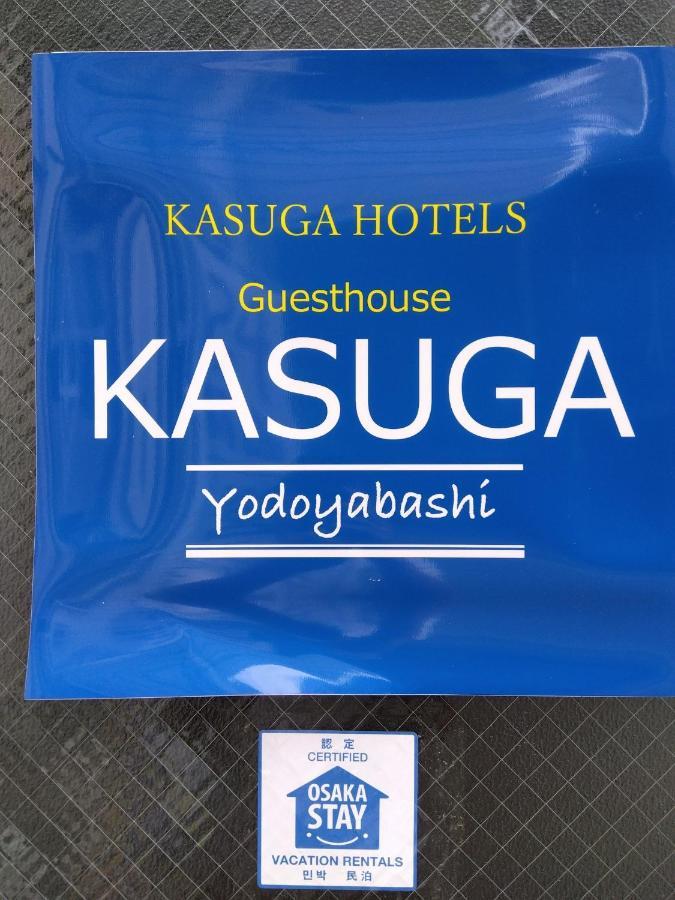 KASUGA HOTELS
Guesthouse
KASUGA
Yodoyabashi
認 定
CERTIFIED
OSAKA
STAY
VACATION RENTALS
민박 民泊